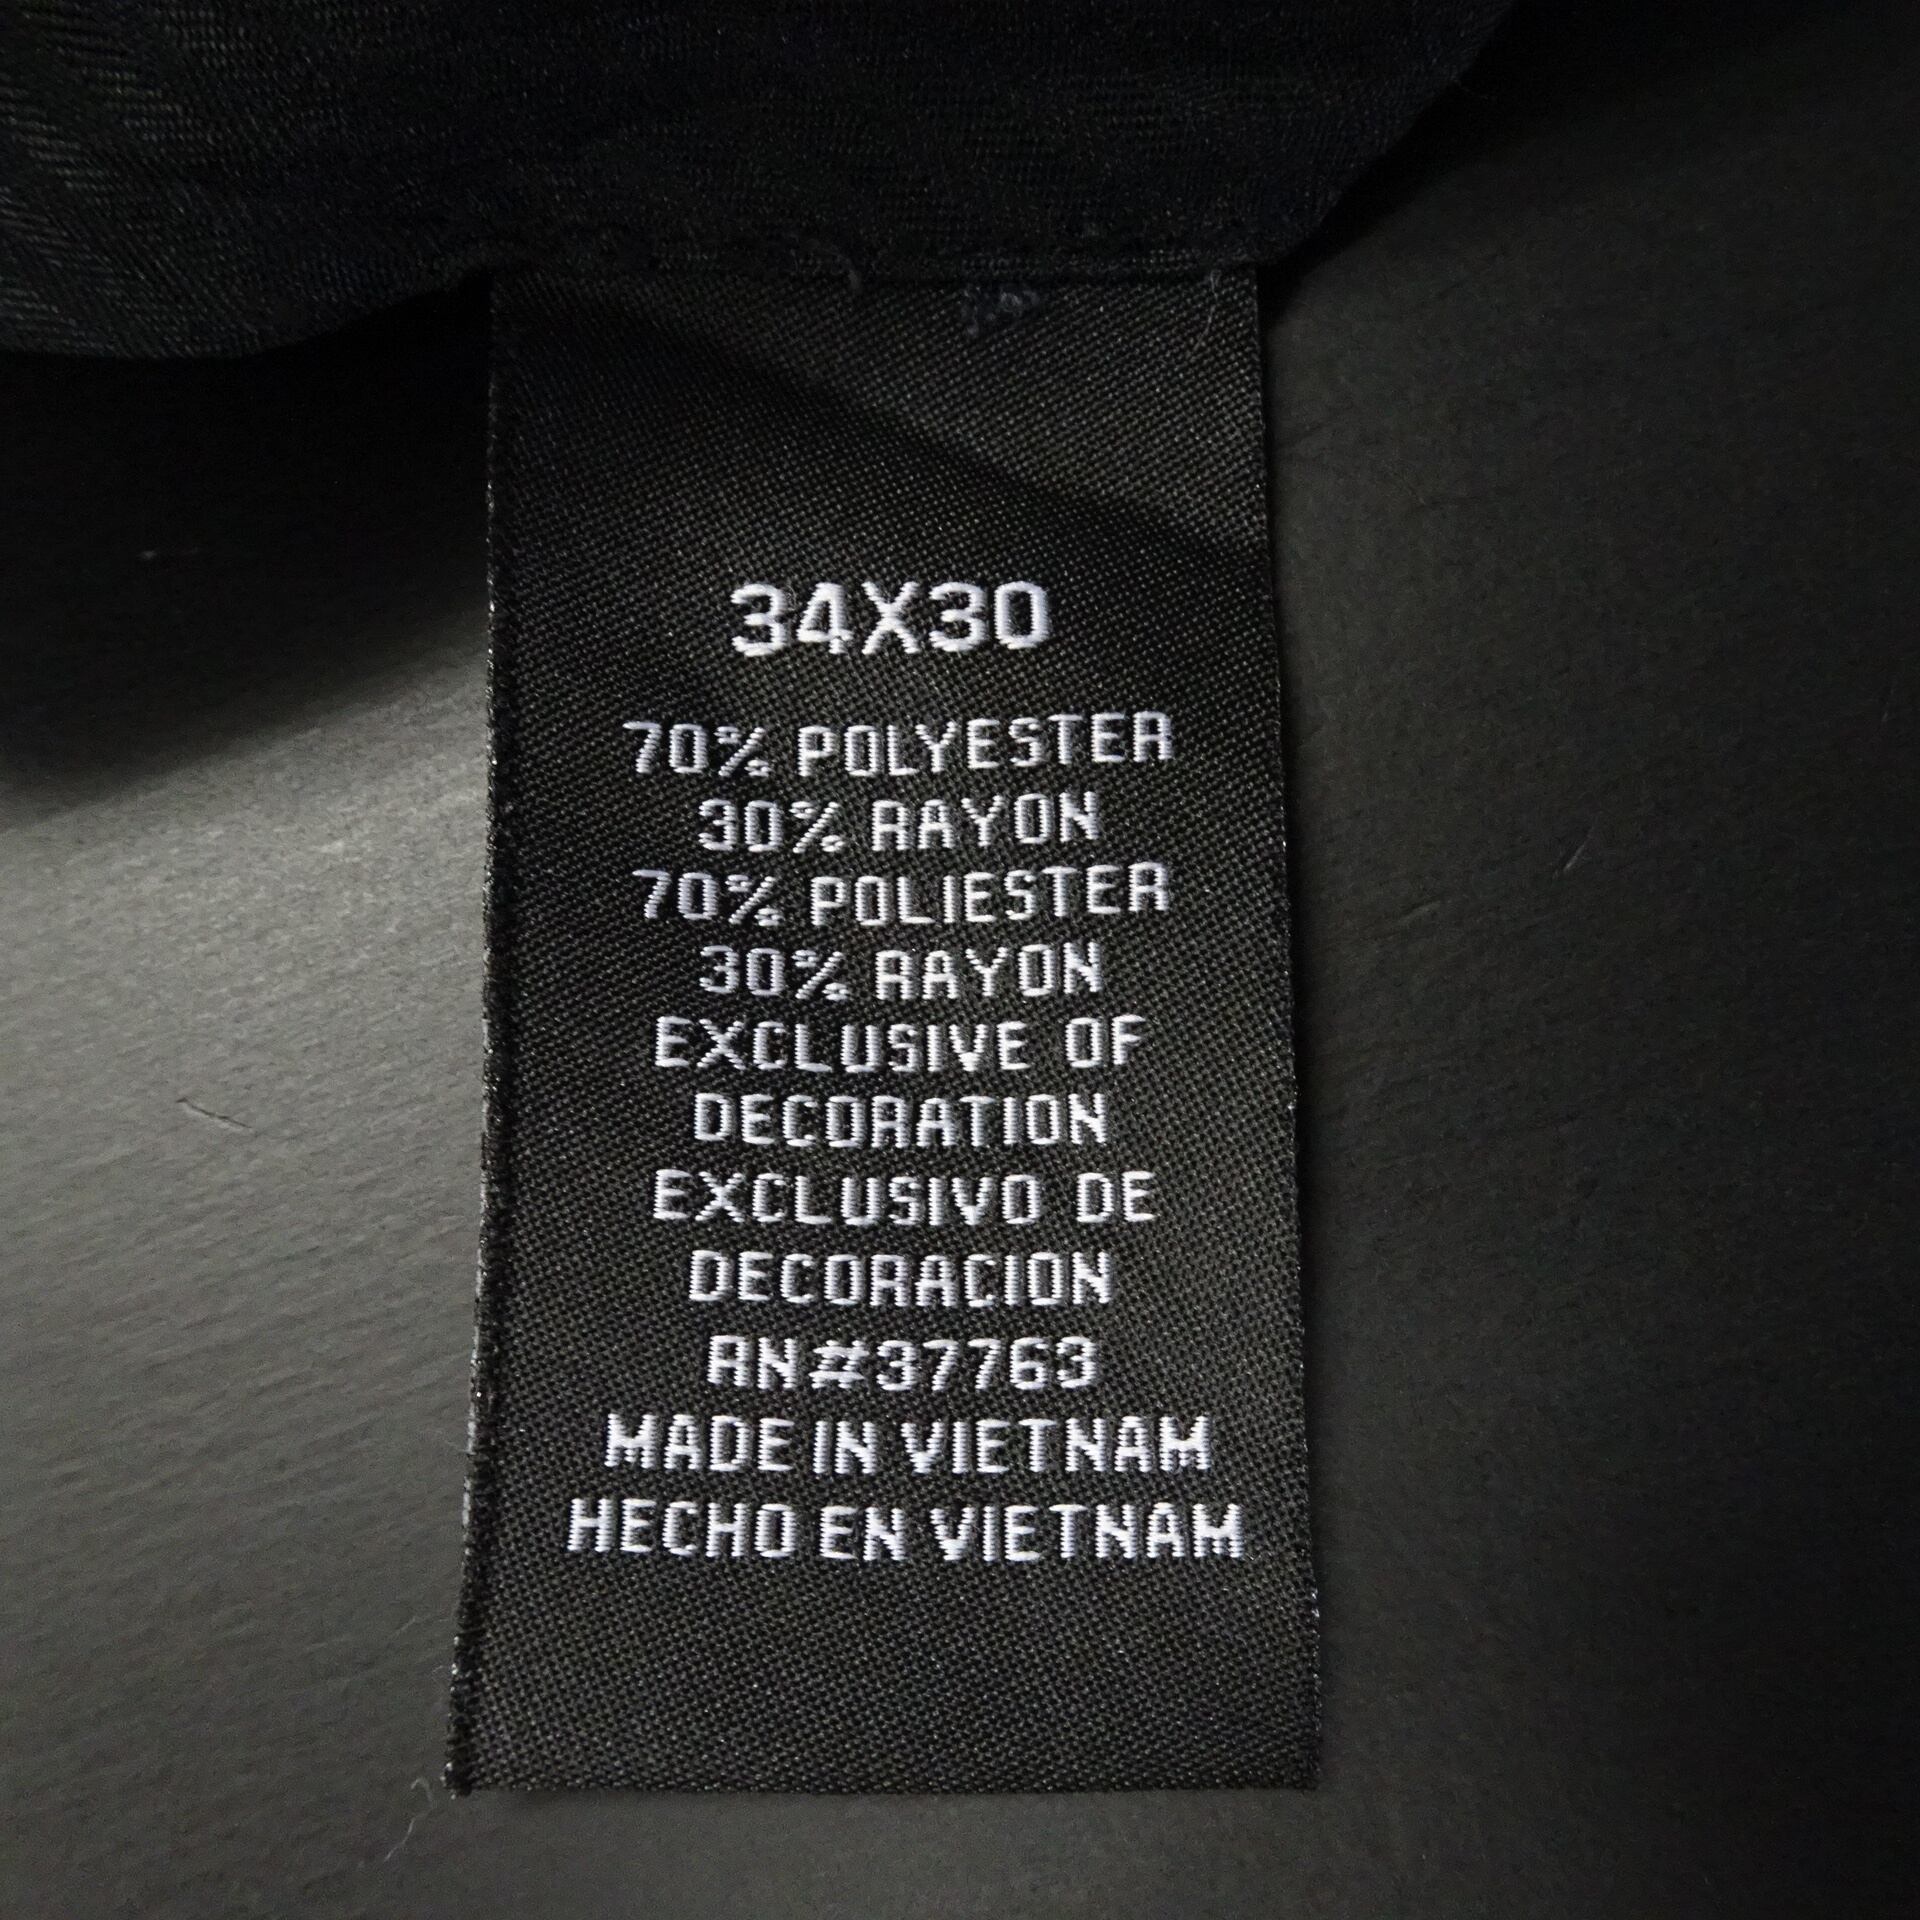 34X30
70% POLYESTER
30% RAYON
70% POLIESTER
30% RAYON
EXCLUSIVE OF
DECORATION
EXCLUSIVO DE
DECORACION
RN#37763
MADE IN VIETNAM
HECHO EN VIETNAM